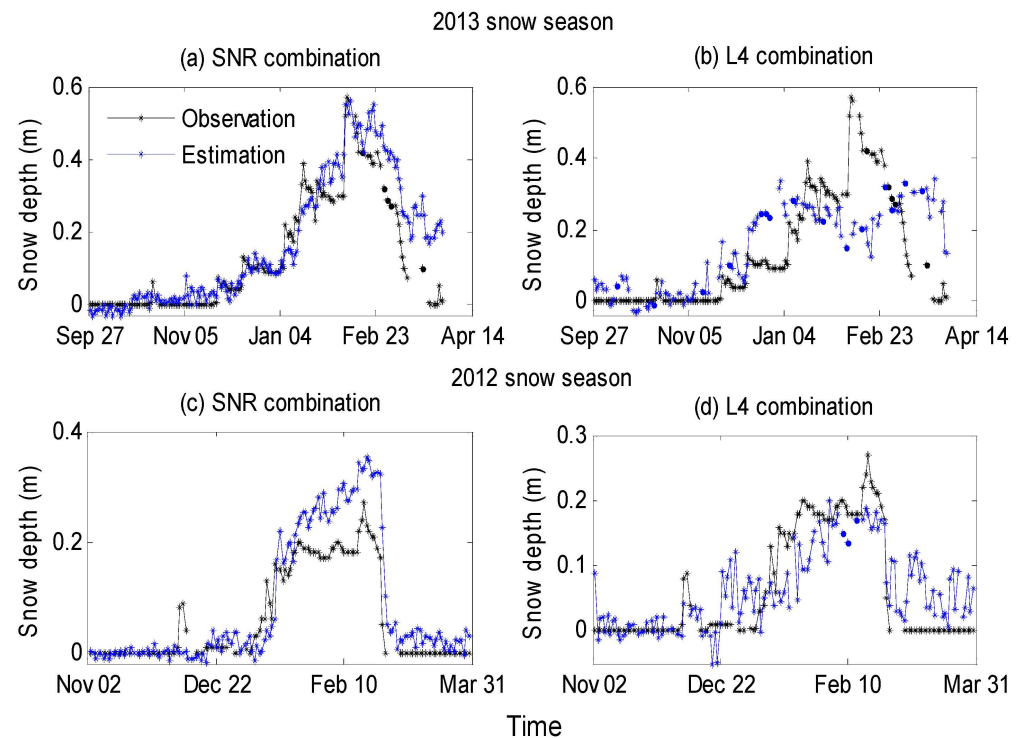 2013 snow season
(a) SNR combination
(b) L4 combination
Snow depth (m)
0.6
0.4
0.2
0
Observation
Estimation
Sep 27
Nov 05
Jan 04
Feb 23
Apr 14
Snow depth (m)
0.6
0.4
0.2
0
Sep 27
Nov 05
Jan 04
Feb 23
Apr 14
2012 snow season
(c) SNR combination
(d) L4 combination
Snow depth (m)
0.4
0.2
0
Nov 02
Dec 22
Feb 10
Mar 31
Snow depth (m)
0.3
0.2
0.1
0
Nov 02
Dec 22
Feb 10
Mar 31
Time